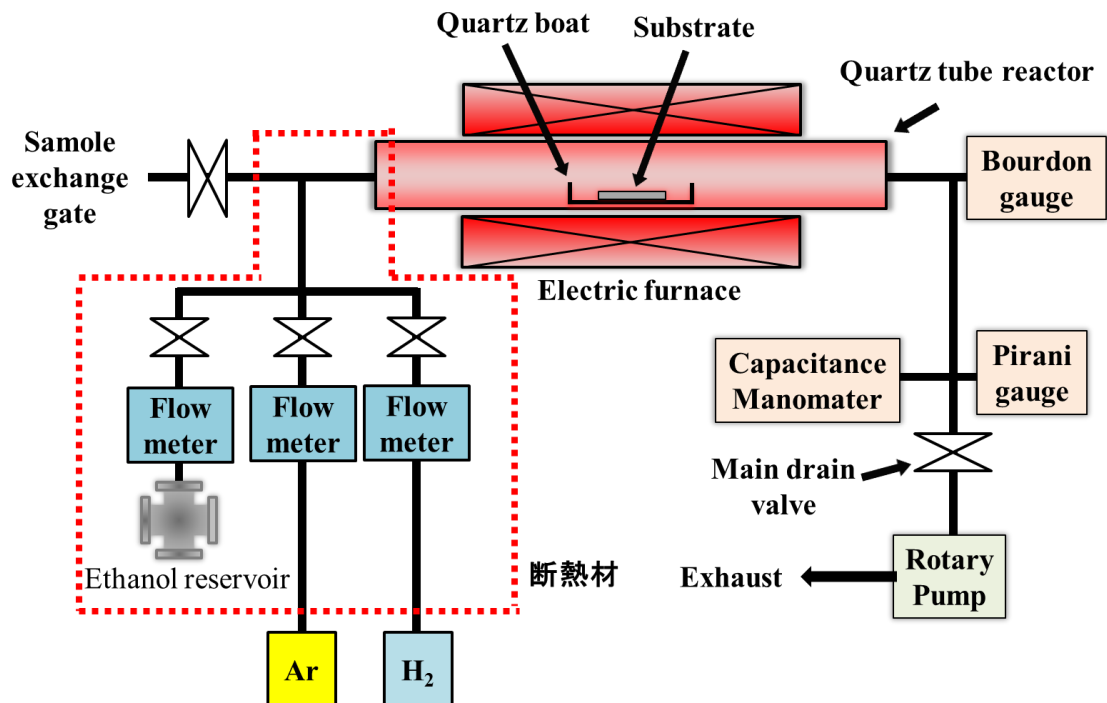 Quartz boat
Substrate
Quartz tube reactor
Samole
exchange
gate
Bourdon
gauge
Electric furnace
Capacitance
Manomater
Pirani
gauge
Flow
meter
Flow
meter
Flow
meter
Main drain
valve
Ethanol reservoir
断熱材
Exhaust
Rotary
Pump
Ar
H₂